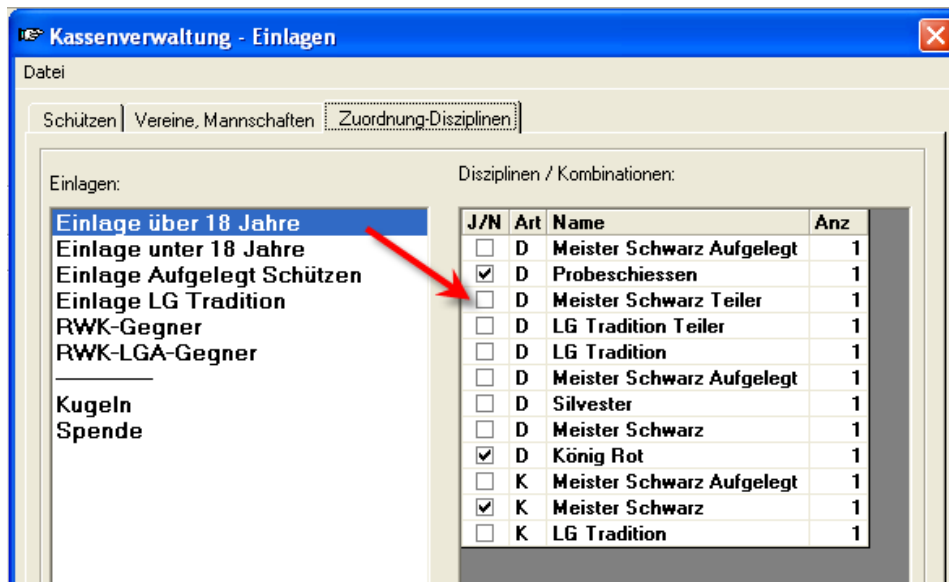 Kassenverwaltung - Einlagen
Datei
Schützen Vereine, Mannschaften Zuordnung-Disziplinen
Einlagen:
Einlage über 18 Jahre
Einlage unter 18 Jahre
Einlage Aufgelegt Schützen
Einlage LG Tradition
RWK-Gegner
RWK-LGA-Gegner
Kugeln
Spende
Disziplinen / Kombinationen:
J/N Art Name Anz
D Meister Schwarz Aufgelegt 1
D Probeschiessen 1
D Meister Schwarz Teiler 1
D LG Tradition Teiler 1
D LG Tradition 1
D Meister Schwarz Aufgelegt 1
D Silvester 1
D Meister Schwarz 1
D König Rot 1
K Meister Schwarz Aufgelegt 1
K Meister Schwarz 1
K LG Tradition 1